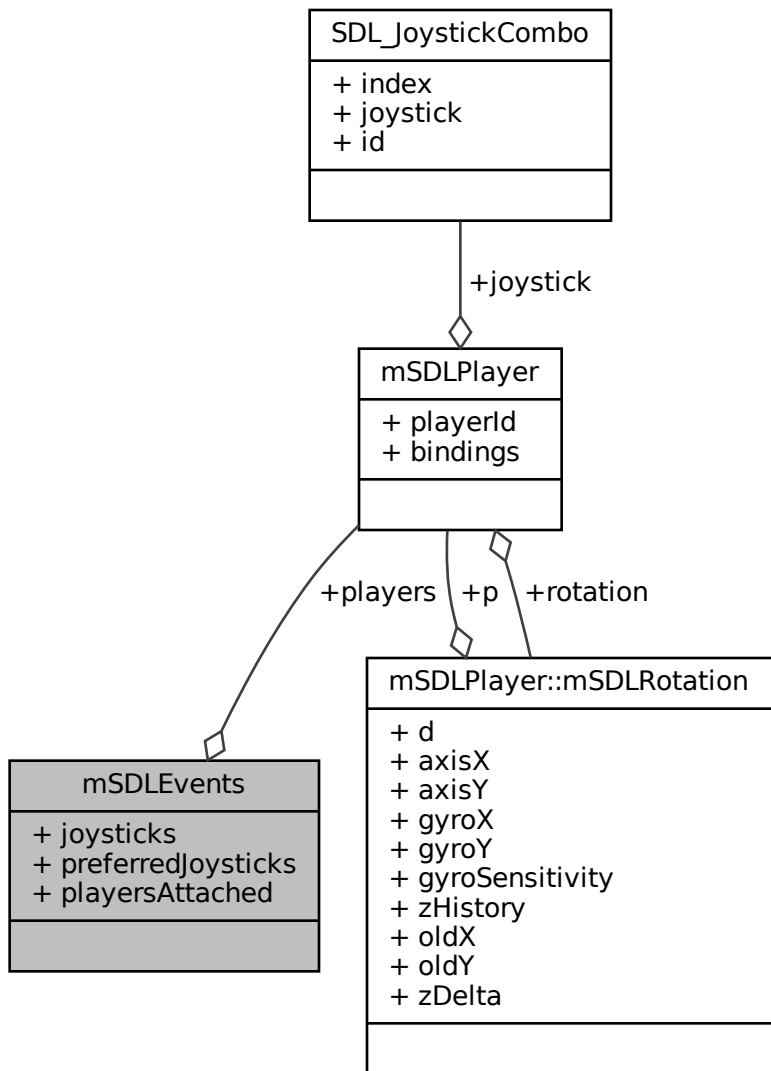 SDL_JoystickCombo
+ index
+ joystick
+ id
+joystick
mSDLPlayer
+ playerId
+ bindings
+players
+p
+rotation
mSDLPlayer::mSDLRotation
+ d
+ axisX
+ axisY
+ gyroX
+ gyroY
+ gyroSensitivity
+ zHistory
+ oldX
+ oldY
+ zDelta
mSDLEvents
+ joysticks
+ preferredJoysticks
+ playersAttached